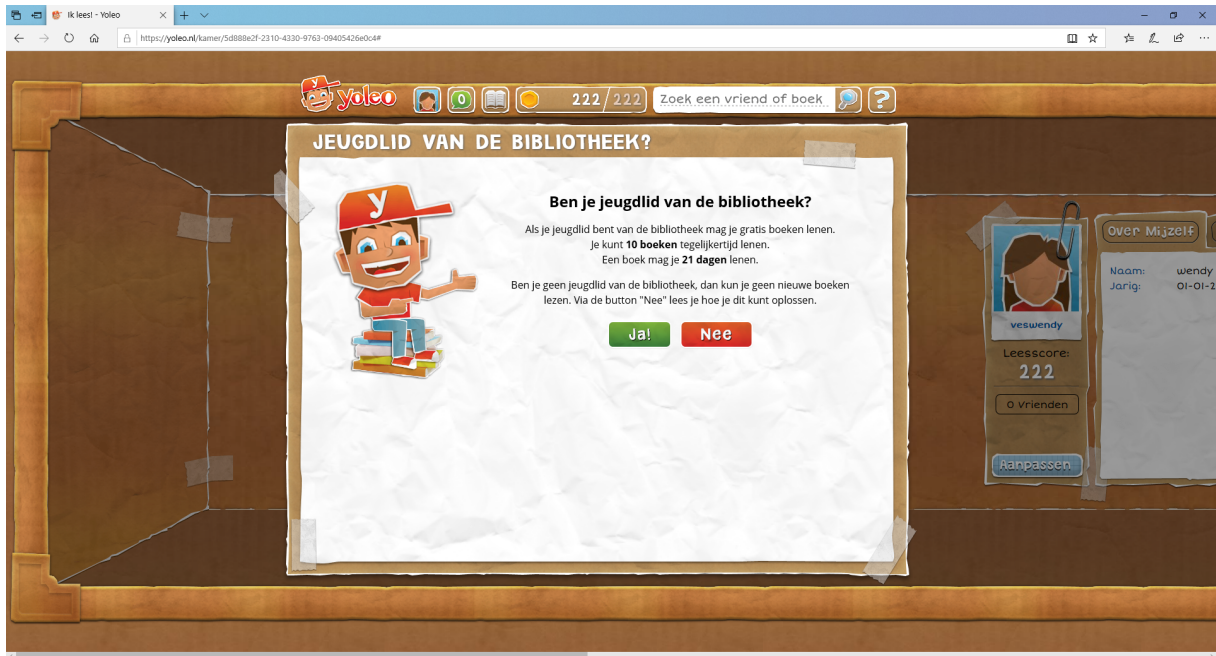 Ik lees! - Yoleo
https://yoleo.nl/kamer/5d888e2f-2310-4330-9763-09405426e0c4#
yoleo
0
222/222
Zoek een vriend of boek
?
JEUGDLID VAN DE BIBLIOTHEEK?
y
Ben je jeugdlid van de bibliotheek?
Als je jeugdlid bent van de bibliotheek mag je gratis boeken lenen.
Je kunt 10 boeken tegelijkertijd lenen.
Een boek mag je 21 dagen lenen.
Ben je geen jeugdlid van de bibliotheek, dan kun je geen nieuwe boeken
lezen. Via de button "Nee" lees je hoe je dit kunt oplossen.
Ja! Nee
veswendy
Leesscore:
222
0 Vrienden
Aanpassen
Over Mijzelf
Naam: wendy
Jarig: 01-01-2